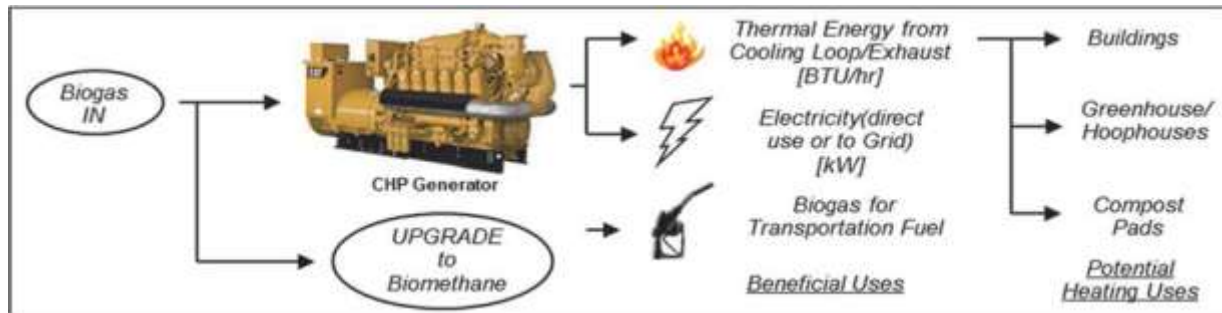 Biogas
IN
CAT
CHP Generator
UPGRADE
to
Biomethane
Thermal Energy from
Cooling Loop/Exhaust
[BTU/hr]
Electricity(direct
use or to Grid)
[kW]
Biogas for
Transportation Fuel
Beneficial Uses
Buildings
Greenhouse/
Hoophouses
Compost
Pads
Potential
Heating Uses